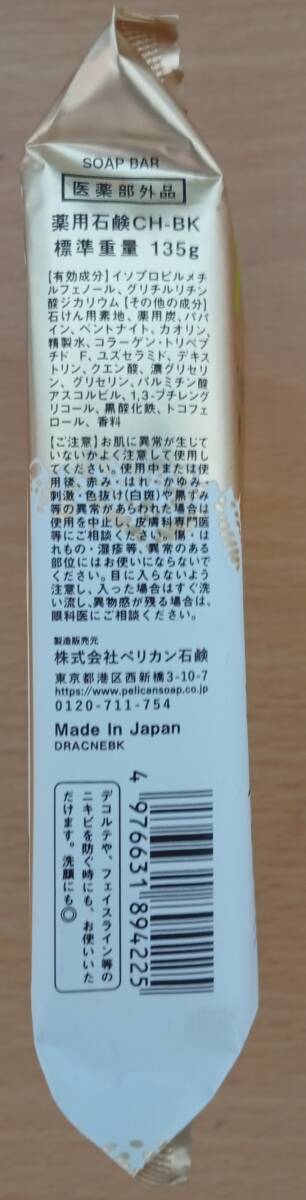 SOAP BAR
医薬部外品
薬用石鹸CH-BK
標準重量 135g
【有効成分】イソプロピルメチ
ルフェノール、グリチルリチン
酸ジカリウム【その他の成分】
石けん用素地、薬用炭、パパ
イン、ベントナイト、カオリン、
精製水、コラーゲン・トリペプ
チド F、ユズセラミド、デキス
トリン、クエン酸、濃グリセリ
ン、グリセリン、パルミチン酸
アスコルビル、1,3-ブチレング
リコール、黒酸化鉄、トコフェ
ロール、香料
【ご注意】お肌に異常が生じて
いないかよく注意して使用し
てください。使用中または使
用後、赤み・はれ・かゆみ・
刺激・色抜け(白斑)や黒ずみ
等の異常があらわれた場合は
使用を中止し、皮膚科専門医
等にご相談ください。傷・は
れもの・湿疹等、異常のある
部位にはお使いにならないで
ください。目に入らないよう
注意し、入った場合はすぐ洗
い流し、異物感が残る場合は、
眼科医にご相談ください。
製造販売元
株式会社ペリカン石鹸
東京都港区西新橋3-10-7
https://www.pelicansoap.co.jp
0120-711-754
Made In Japan
DRACNEBK
デコルテや、フェイスライン等の
ニキビを防ぐ時にも、お使いいた
だけます。洗顔にも◎
4 976631 894225